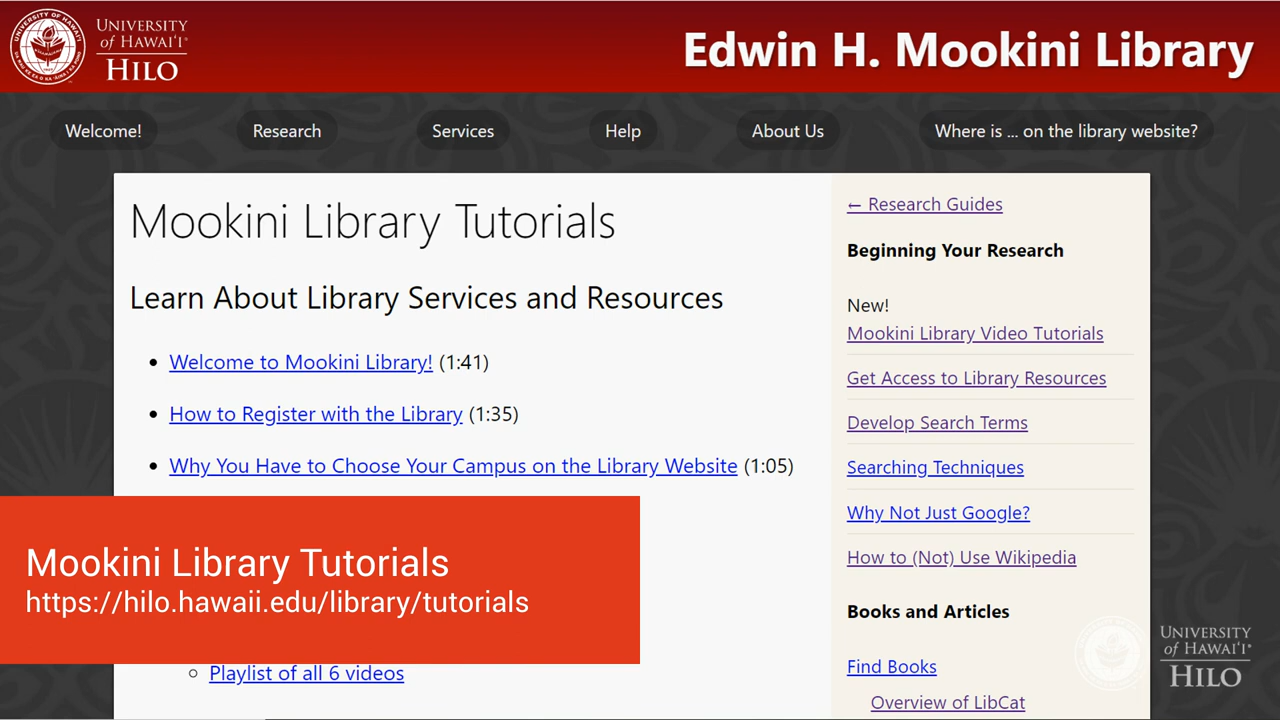 UNIVERSITY
of HAWAIʻI®
HILO
Edwin H. Mookini Library
Welcome!
Research
Services
Help
About Us
Where is ... on the library website?
Mookini Library Tutorials
Learn About Library Services and Resources
• Welcome to Mookini Library! (1:41)
• How to Register with the Library (1:35)
• Why You Have to Choose Your Campus on the Library Website (1:05)
Mookini Library Tutorials
https://hilo.hawaii.edu/library/tutorials
○ Playlist of all 6 videos
← Research Guides
Beginning Your Research
New!
Mookini Library Video Tutorials
Get Access to Library Resources
Develop Search Terms
Searching Techniques
Why Not Just Google?
How to (Not) Use Wikipedia
Books and Articles
Find Books
Overview of LibCat
UNIVERSITY
of HAWAIʻI®
HILO